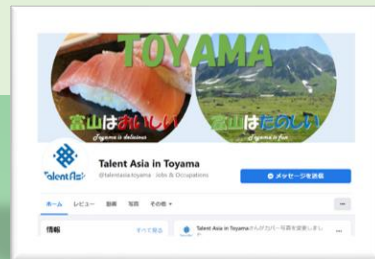 TOYAMA
富山はおいしい
Toyama is delicious
富山はたのしい
Toyama is fun
Talent Asia
Talent Asia in Toyama
@talentasia.toyama · Jobs & Occupations
メッセージを送信
ホーム レビュー 動画 写真 その他
情報 すべて見る
Talent Asia in Toyamaさんがカバー写真を変更しまし